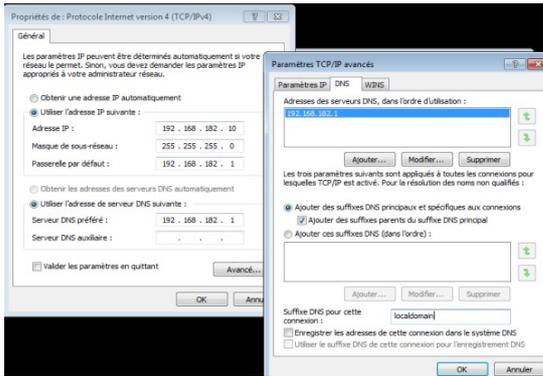 Propriétés de : Protocole Internet version 4 (TCP/IPv4)
Général
Les paramètres IP peuvent être déterminés automatiquement si votre
réseau le permet. Sinon, vous devez demander les paramètres IP
appropriés à votre administrateur réseau.
Obtenir une adresse IP automatiquement
Utiliser l'adresse IP suivante :
Adresse IP : 192 . 168 . 182 . 10
Masque de sous-réseau : 255 . 255 . 255 . 0
Passerelle par défaut : 192 . 168 . 182 . 1
Obtenir les adresses des serveurs DNS automatiquement
Utiliser l'adresse de serveur DNS suivante :
Serveur DNS préféré : 192 . 168 . 182 . 1
Serveur DNS auxiliaire : . . .
Valider les paramètres en quittant
Avancé...
OK
Annu
Paramètres TCP/IP avancés
Paramètres IP DNS WINS
Adresses des serveurs DNS, dans l'ordre d'utilisation :
192.168.182.1
Ajouter... Modifier... Supprimer
Les trois paramètres suivants sont appliqués à toutes les connexions pour
lesquelles TCP/IP est activé. Pour la résolution des noms non qualifiés :
Ajouter des suffixes DNS principaux et spécifiques aux connexions
Ajouter des suffixes parents du suffixe DNS principal
Ajouter ces suffixes DNS (dans l'ordre) :
Ajouter... Modifier... Supprimer
Suffixe DNS pour cette
connexion :
localdomain
Enregistrer les adresses de cette connexion dans le système DNS
Utiliser le suffixe DNS de cette connexion pour l'enregistrement DNS
OK Annuler